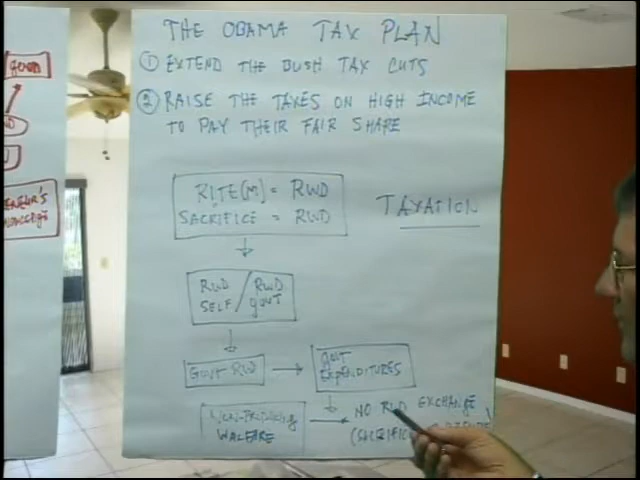 GOOD
THE OBAMA TAX PLAN
① EXTEND THE BUSH TAX CUTS
② RAISE THE TAXES ON HIGH INCOME
TO PAY THEIR FAIR SHARE
RITE(M) = RWD
SACRIFICE = RWD
TAXATION
RWD SELF / RWD GOVT
GOVT RWD
GOVT EXPENDITURES
WALFARE
NO RWD EXCHANGE